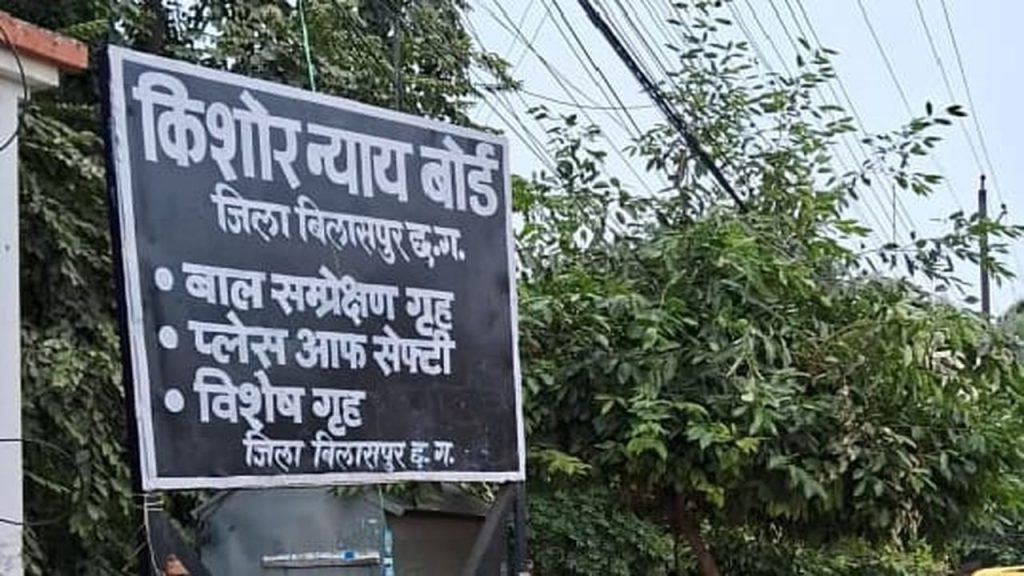 किशोर न्याय बोर्ड
जिला बिलासपुर छ.ग.
• बाल सम्प्रेक्षण गृह
• प्लेस आफ सेफ्टी
• विशेष गृह
जिला बिलासपुर छ.ग.